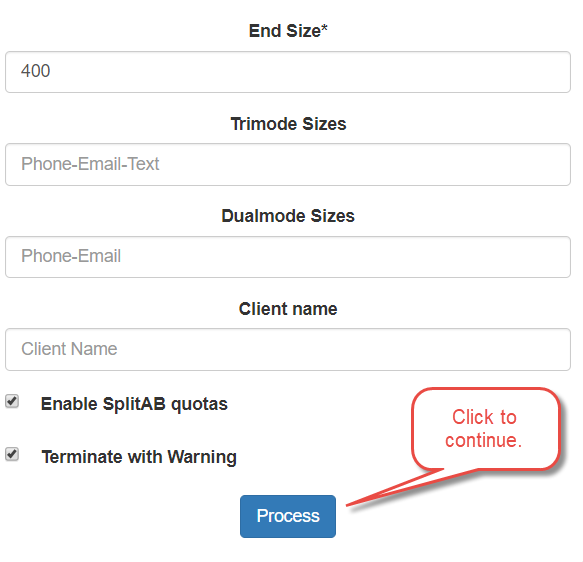 End Size*
400
Trimode Sizes
Phone-Email-Text
Dualmode Sizes
Phone-Email
Client name
Client Name
Enable SplitAB quotas
Click to
continue.
Terminate with Warning
Process